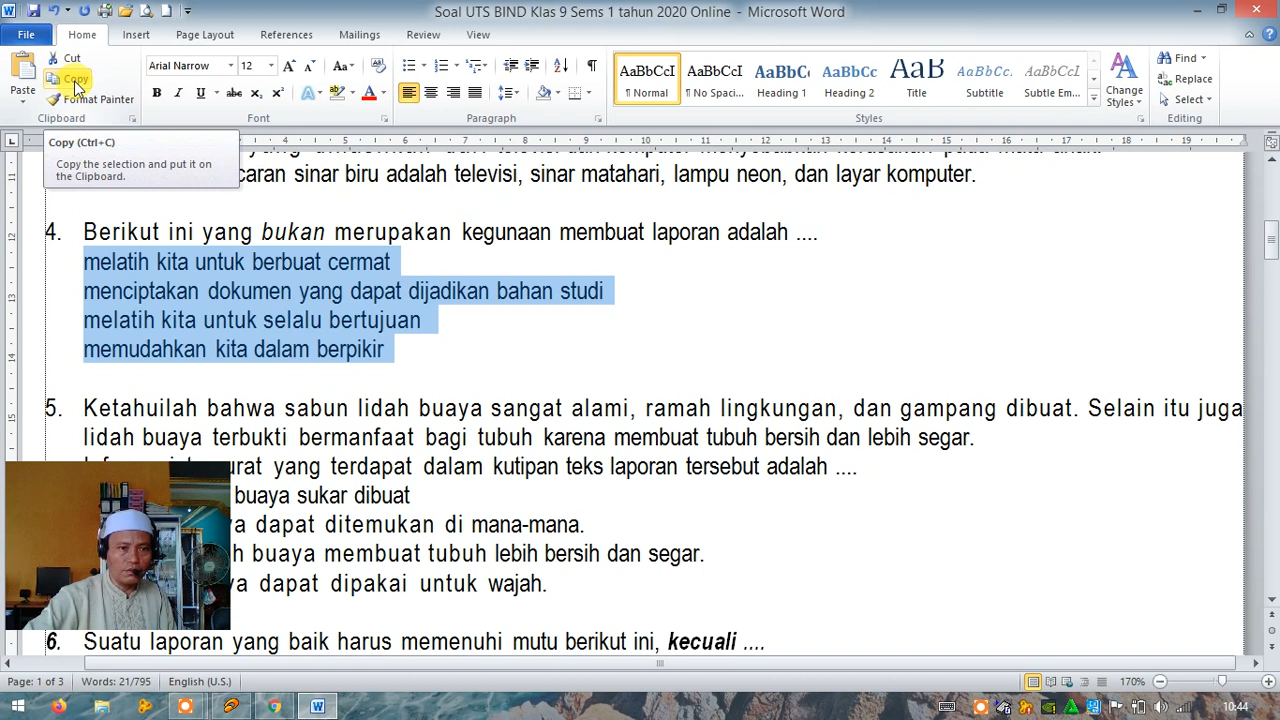 Soal UTS BIND Klas 9 Sems 1 tahun 2020 Online - Microsoft Word
File Home Insert Page Layout References Mailings Review View
Paste
Cut
Copy
Format Painter
Clipboard
Arial Narrow 12
Font
Paragraph
AaBbCcI AaBbCcI AaBbCc AaBbCc AaB AaBbCcI AaBbCcI
¶ Normal ¶ No Spaci... Heading 1 Heading 2 Title Subtitle Subtle Em...
Change Styles
Styles
Find
Replace
Select
Editing
Copy (Ctrl+C)
Copy the selection and put it on
the Clipboard.
caran sinar biru adalah televisi, sinar matahari, lampu neon, dan layar komputer.
4. Berikut ini yang bukan merupakan kegunaan membuat laporan adalah ....
melatih kita untuk berbuat cermat
menciptakan dokumen yang dapat dijadikan bahan studi
melatih kita untuk selalu bertujuan
memudahkan kita dalam berpikir
5. Ketahuilah bahwa sabun lidah buaya sangat alami, ramah lingkungan, dan gampang dibuat. Selain itu juga
lidah buaya terbukti bermanfaat bagi tubuh karena membuat tubuh bersih dan lebih segar.
urat yang terdapat dalam kutipan teks laporan tersebut adalah ....
buaya sukar dibuat
ya dapat ditemukan di mana-mana.
h buaya membuat tubuh lebih bersih dan segar.
ya dapat dipakai untuk wajah.
6. Suatu laporan yang baik harus memenuhi mutu berikut ini, kecuali ....
Page: 1 of 3 Words: 21/795 English (U.S.) 170%
10:44